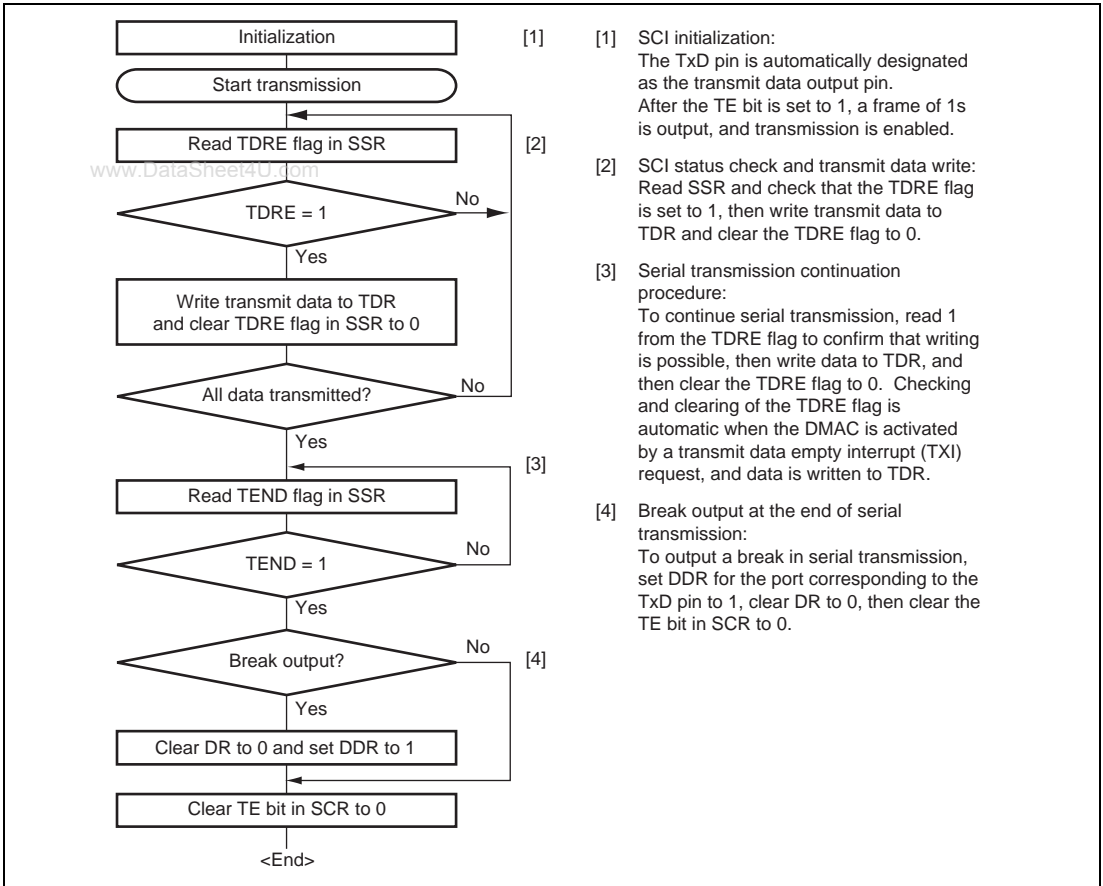 Initialization
[1]
Start transmission
Read TDRE flag in SSR
[2]
www.DataSheet4U.com
TDRE = 1
No
Yes
Write transmit data to TDR
and clear TDRE flag in SSR to 0
All data transmitted?
No
Yes
[3]
Read TEND flag in SSR
TEND = 1
No
Yes
Break output?
No
[4]
Yes
Clear DR to 0 and set DDR to 1
Clear TE bit in SCR to 0
<End>
[1] SCI initialization:
The TxD pin is automatically designated
as the transmit data output pin.
After the TE bit is set to 1, a frame of 1s
is output, and transmission is enabled.
[2] SCI status check and transmit data write:
Read SSR and check that the TDRE flag
is set to 1, then write transmit data to
TDR and clear the TDRE flag to 0.
[3] Serial transmission continuation
procedure:
To continue serial transmission, read 1
from the TDRE flag to confirm that writing
is possible, then write data to TDR, and
then clear the TDRE flag to 0. Checking
and clearing of the TDRE flag is
automatic when the DMAC is activated
by a transmit data empty interrupt (TXI)
request, and data is written to TDR.
[4] Break output at the end of serial
transmission:
To output a break in serial transmission,
set DDR for the port corresponding to the
TxD pin to 1, clear DR to 0, then clear the
TE bit in SCR to 0.